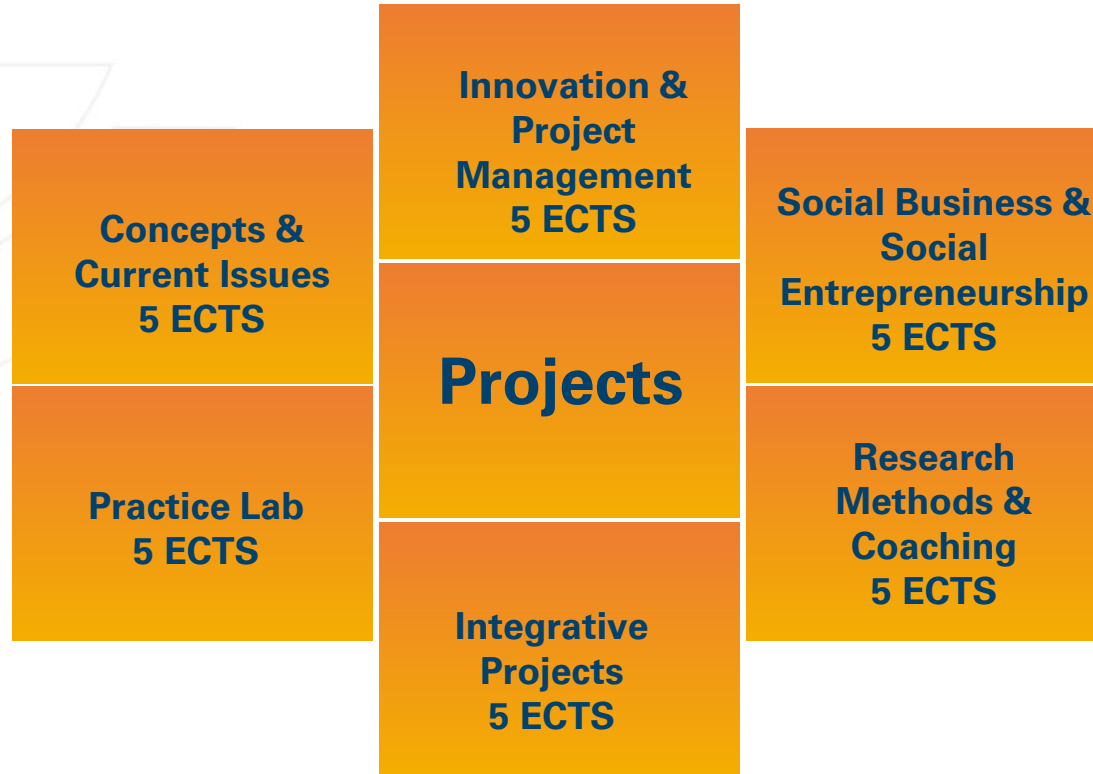 Innovation &
Project
Management
5 ECTS
Concepts &
Current Issues
5 ECTS
Social Business &
Social
Entrepreneurship
5 ECTS
Projects
Practice Lab
5 ECTS
Research
Methods &
Coaching
5 ECTS
Integrative
Projects
5 ECTS